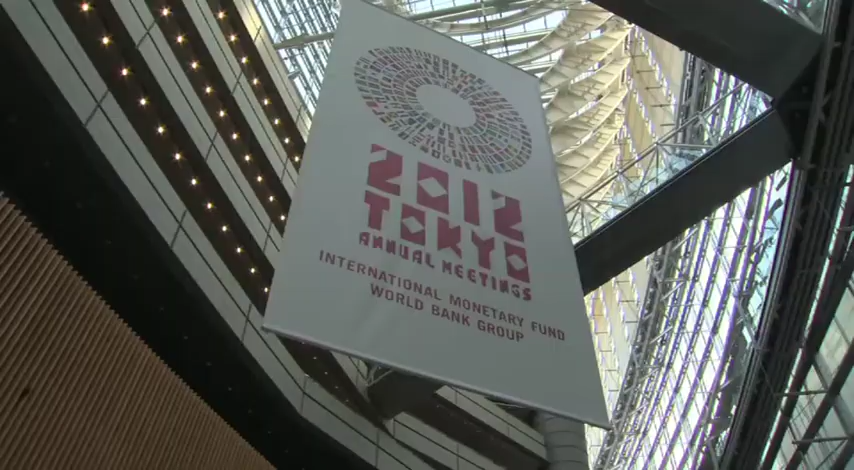 2012
TOKYO
ANNUAL MEETINGS
INTERNATIONAL MONETARY FUND
WORLD BANK GROUP